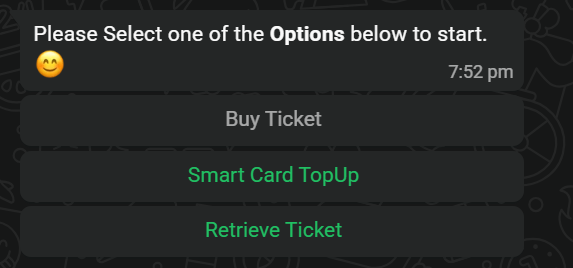 Please Select one of the Options below to start.
😊
7:52 pm
Buy Ticket
Smart Card TopUp
Retrieve Ticket